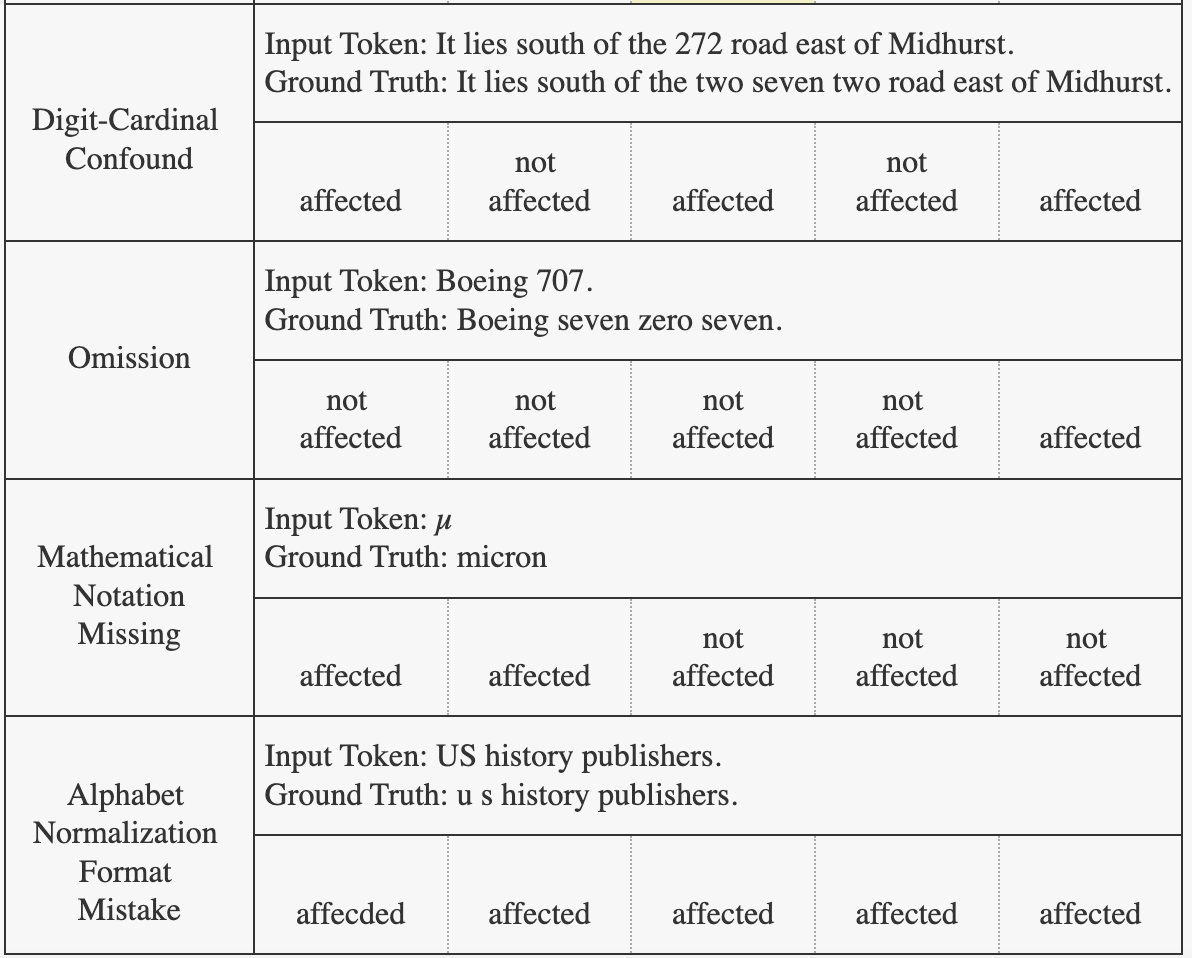 Digit-Cardinal
Confound
Input Token: It lies south of the 272 road east of Midhurst.
Ground Truth: It lies south of the two seven two road east of Midhurst.
affected
not
affected
affected
not
affected
affected
Omission
Input Token: Boeing 707.
Ground Truth: Boeing seven zero seven.
not
affected
not
affected
not
affected
not
affected
affected
Mathematical
Notation
Missing
Input Token: μ
Ground Truth: micron
affected
affected
not
affected
not
affected
not
affected
Alphabet
Normalization
Format
Mistake
Input Token: US history publishers.
Ground Truth: u s history publishers.
affecded
affected
affected
affected
affected